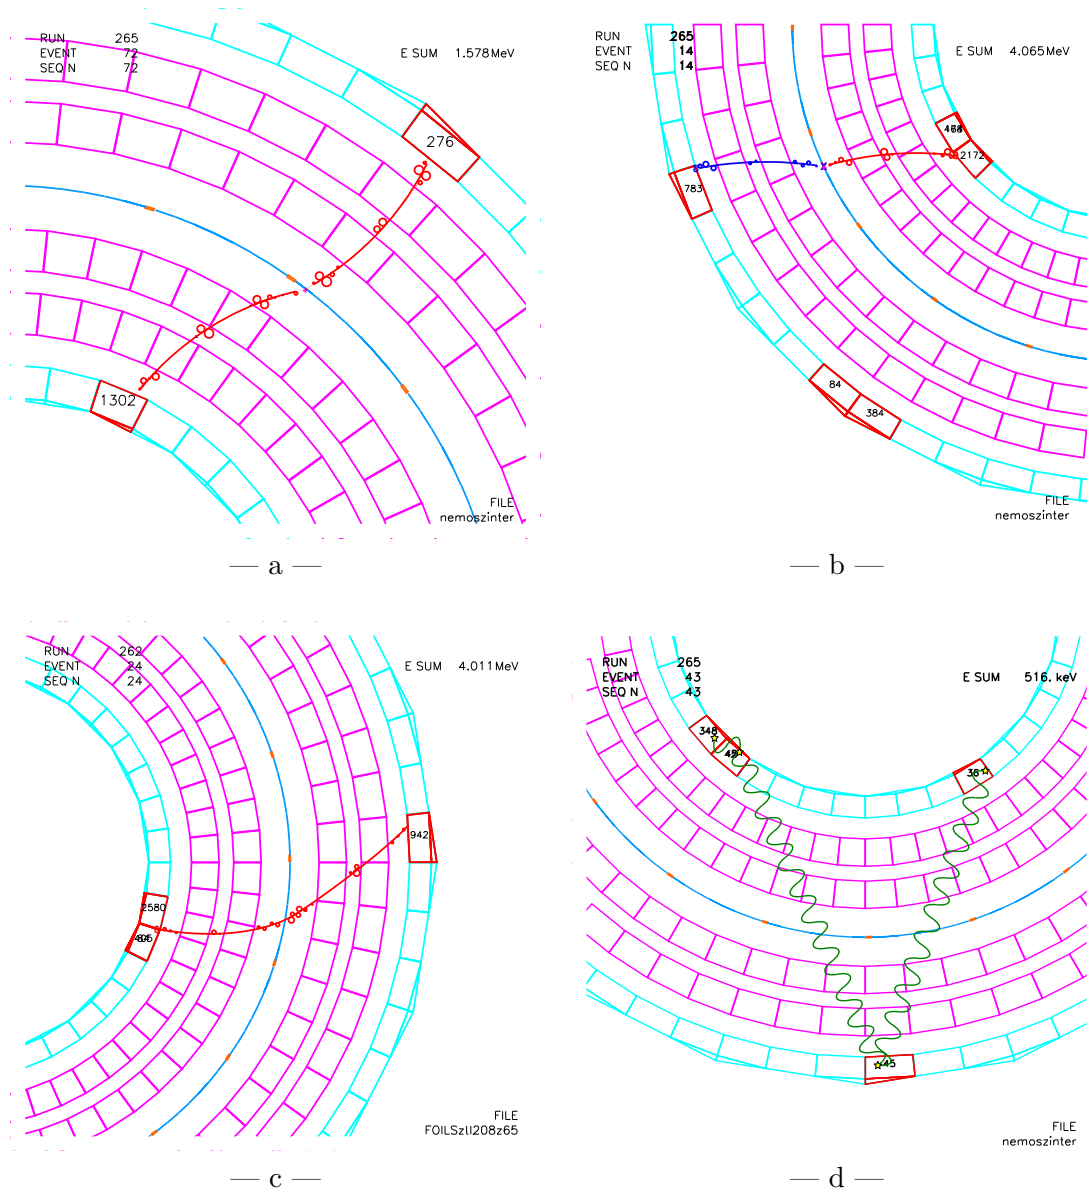 RUN 265
EVENT 72
SEQ N 72
E SUM 1.578MeV
276
1302
FILE
nemoszinter
— a —
RUN 265
EVENT 14
SEQ N 14
E SUM 4.065MeV
2172
783
84
384
FILE
nemoszinter
— b —
RUN 262
EVENT 24
SEQ N 24
E SUM 4.011MeV
942
2580
FILE
FOILSzli208z65
— c —
RUN 265
EVENT 43
SEQ N 43
E SUM 516. keV
348
36
45
FILE
nemoszinter
— d —